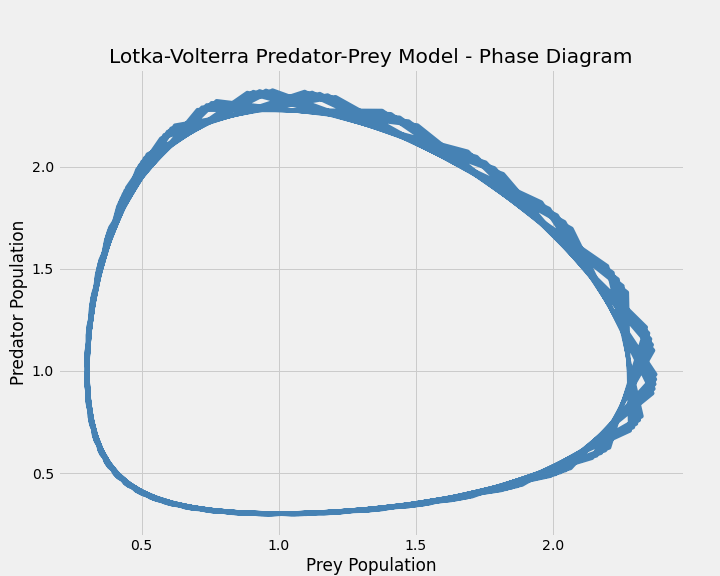 Lotka-Volterra Predator-Prey Model - Phase Diagram
Predator Population
2.0
1.5
1.0
0.5
0.5 1.0 1.5 2.0
Prey Population